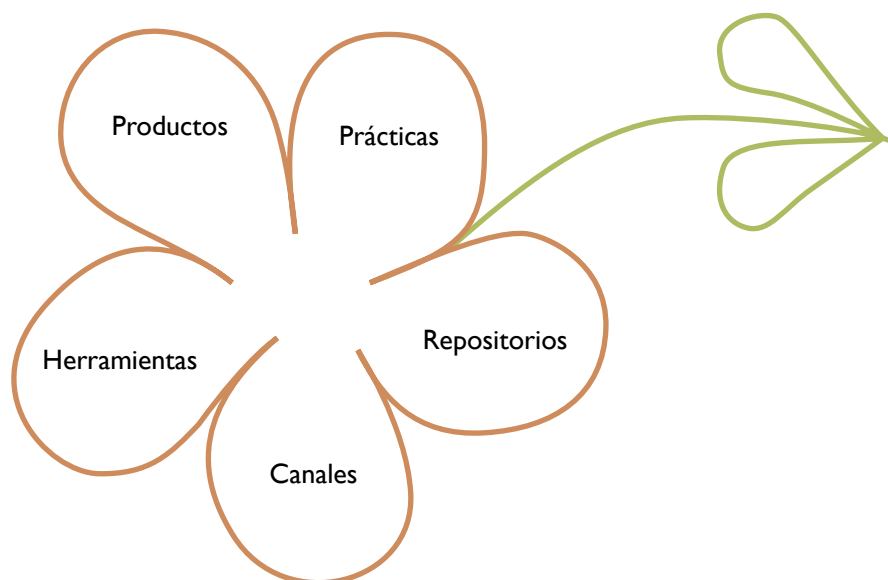 Productos
Prácticas
Repositorios
Herramientas
Canales